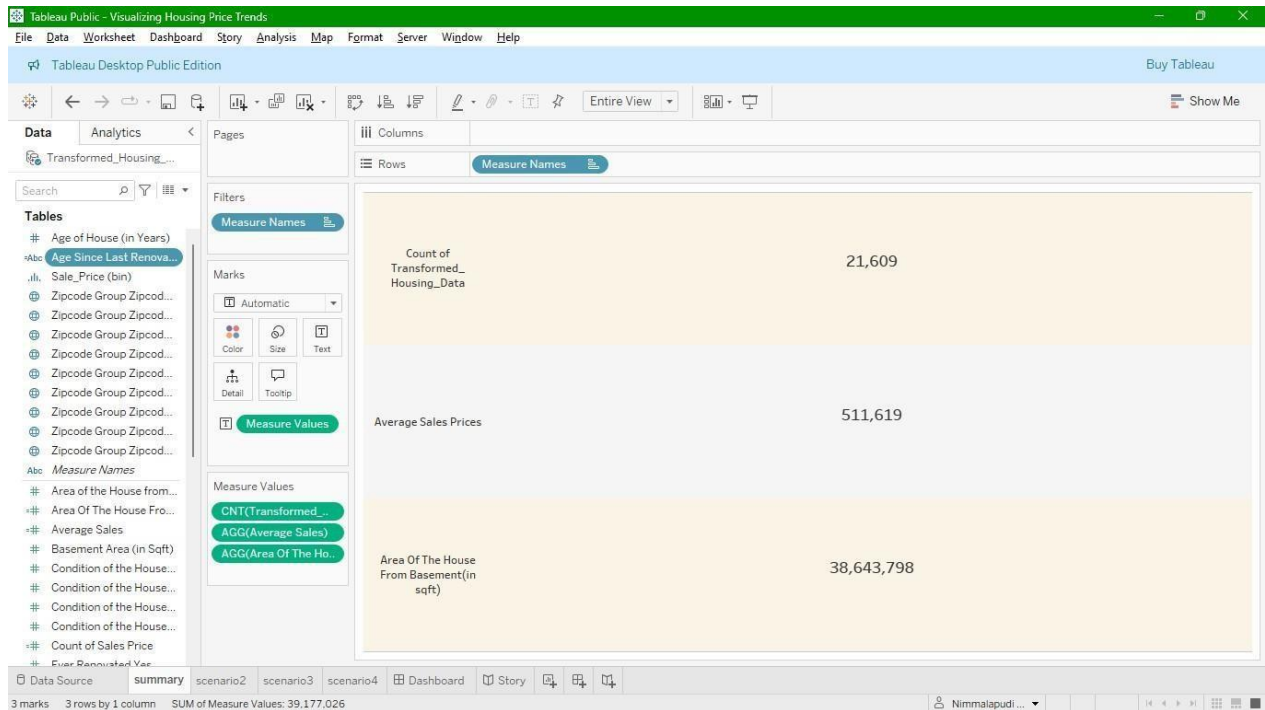 Tableau Public - Visualizing Housing Price Trends
File Data Worksheet Dashboard Story Analysis Map Format Server Window Help
Tableau Desktop Public Edition Buy Tableau
Entire View Show Me
Data Analytics
Transformed_Housing_...
Search
Tables
# Age of House (in Years)
=Abc Age Since Last Renova...
Sale_Price (bin)
Zipcode Group Zipcod...
Zipcode Group Zipcod...
Zipcode Group Zipcod...
Zipcode Group Zipcod...
Zipcode Group Zipcod...
Zipcode Group Zipcod...
Zipcode Group Zipcod...
Zipcode Group Zipcod...
Zipcode Group Zipcod...
Abc Measure Names
# Area of the House from...
=# Area Of The House Fro...
=# Average Sales
# Basement Area (in Sqft)
# Condition of the House...
# Condition of the House...
# Condition of the House...
# Condition of the House...
=# Count of Sales Price
# Ever Renovated Yes
Pages
Filters
Measure Names
Marks
T Automatic
Color Size Text
Detail Tooltip
T Measure Values
Measure Values
CNT(Transformed_..
AGG(Average Sales)
AGG(Area Of The Ho..
Columns
Rows Measure Names
Count of
Transformed_
Housing_Data
21,609
Average Sales Prices 511,619
Area Of The House
From Basement(in
sqft)
38,643,798
Data Source summary scenario2 scenario3 scenario4 Dashboard Story
3 marks 3 rows by 1 column SUM of Measure Values: 39,177,026 Nimmalapudi ...